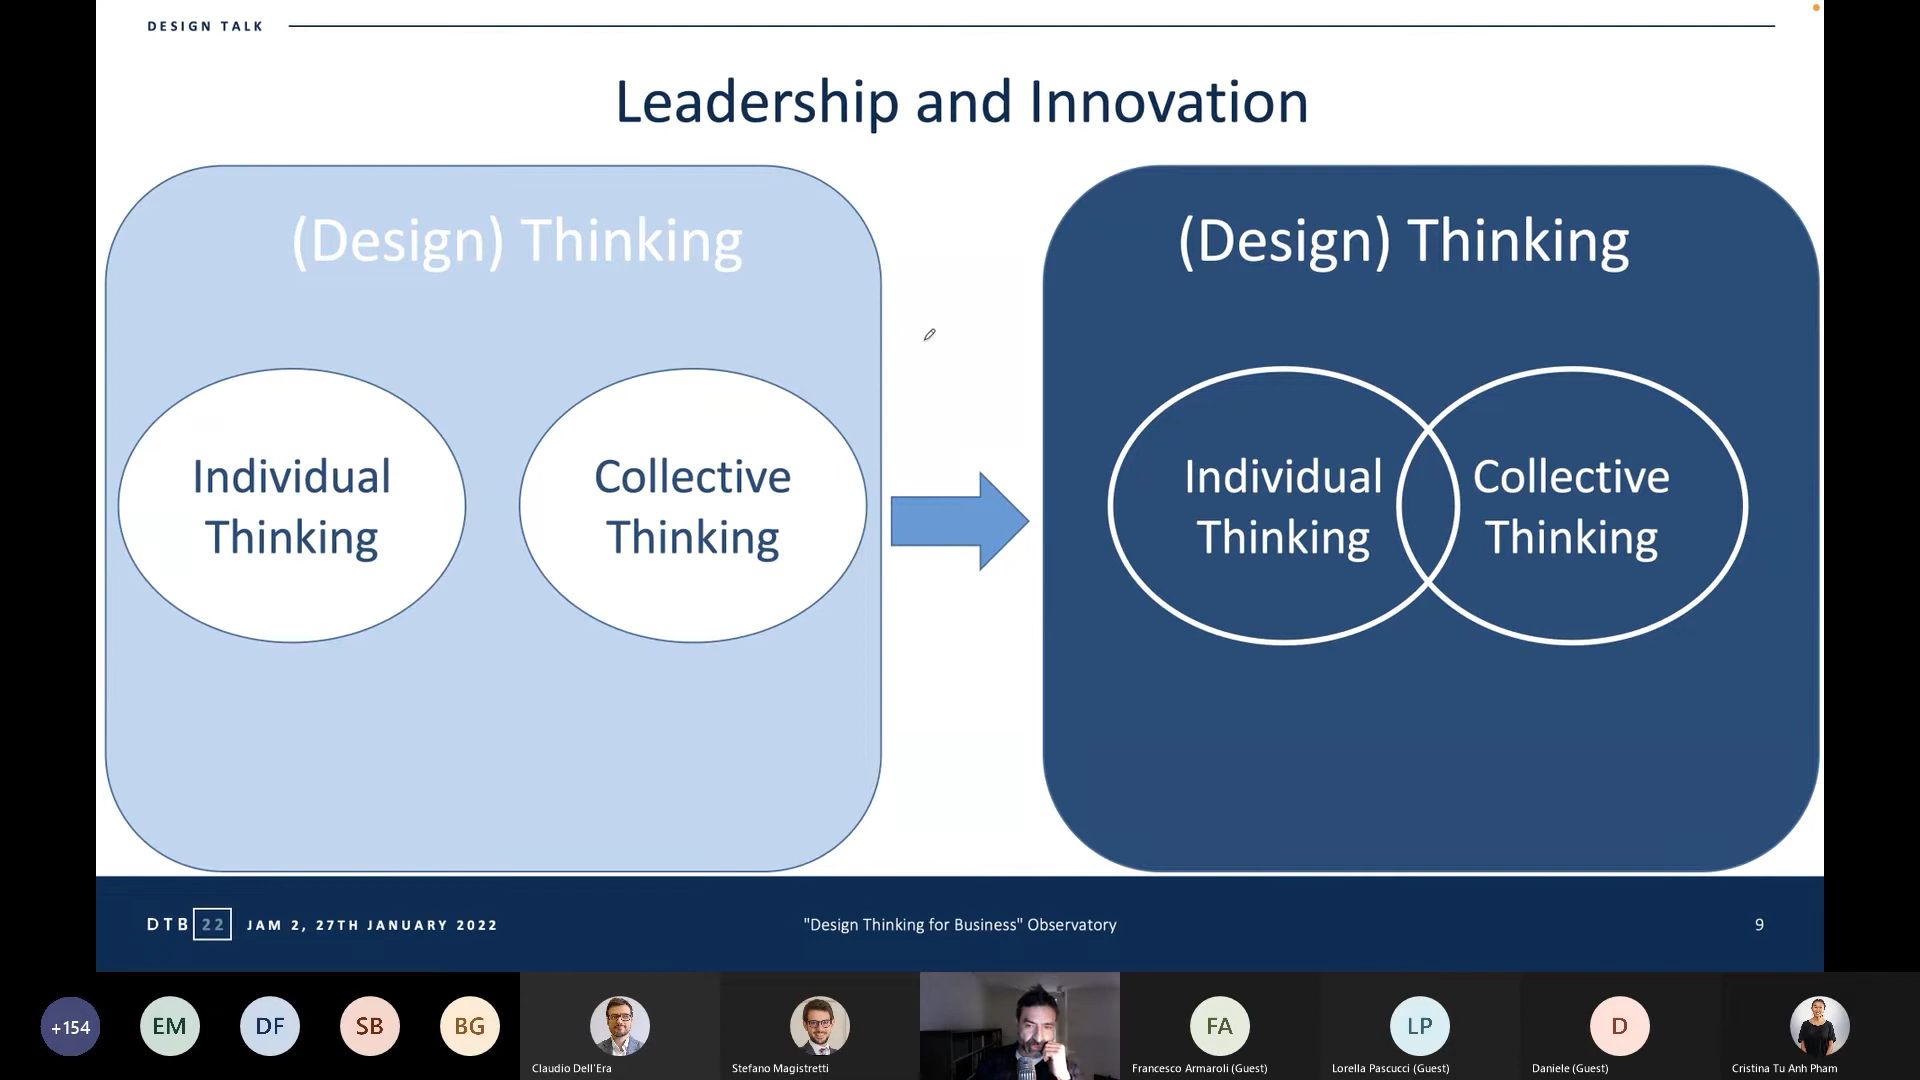 DESIGN TALK
Leadership and Innovation
(Design) Thinking
Individual
Thinking
Collective
Thinking
(Design) Thinking
Individual
Thinking
Collective
Thinking
DTB 22 JAM 2, 27TH JANUARY 2022
"Design Thinking for Business" Observatory
9
+154
EM
DF
SB
BG
Claudio Dell'Era
Stefano Magistretti
FA
Francesco Armaroli (Guest)
LP
Lorella Pascucci (Guest)
D
Daniele (Guest)
Cristina Tu Anh Pham